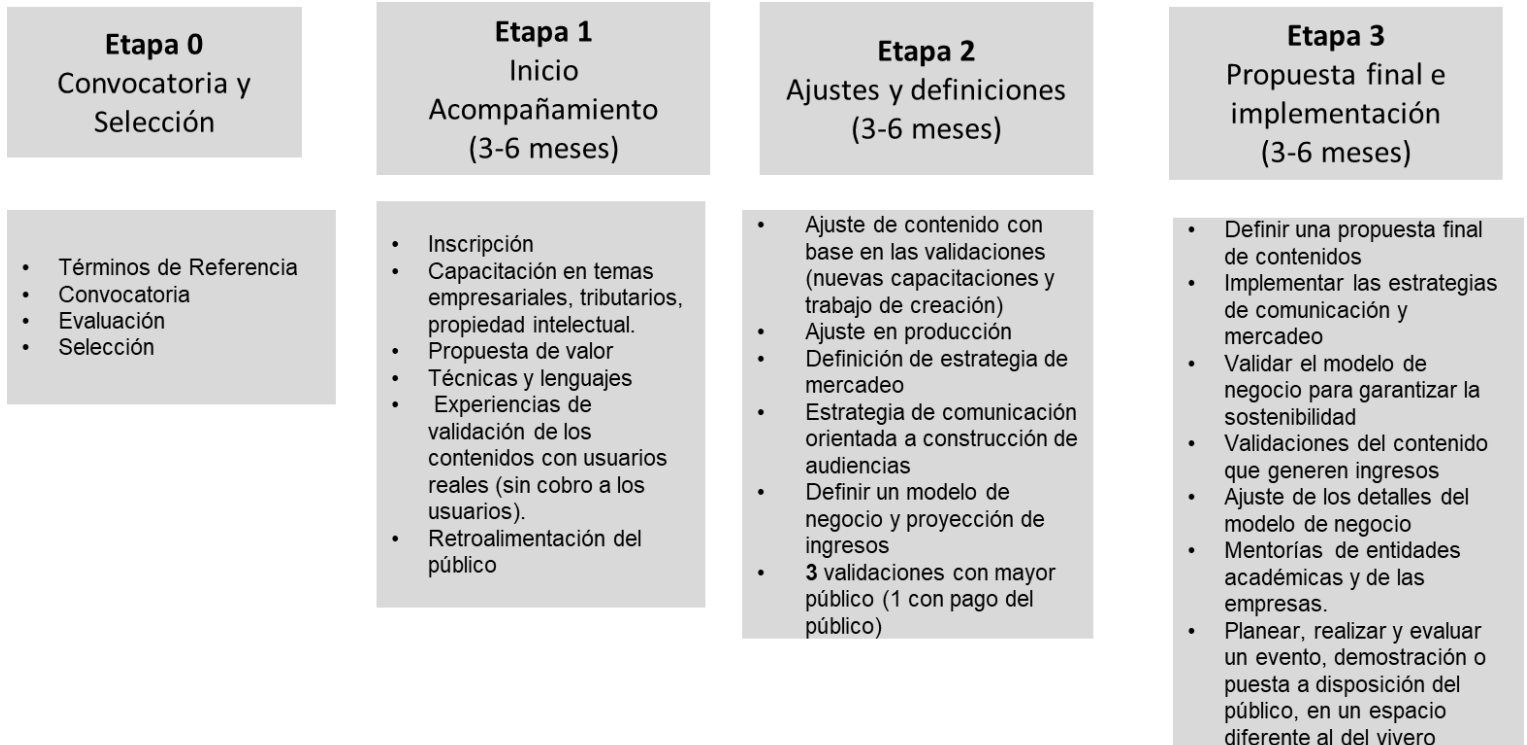 Etapa 0
Convocatoria y
Selección
Etapa 1
Inicio
Acompañamiento
(3-6 meses)
Etapa 2
Ajustes y definiciones
(3-6 meses)
Etapa 3
Propuesta final e
implementación
(3-6 meses)
• Términos de Referencia
• Convocatoria
• Evaluación
• Selección
• Inscripción
• Capacitación en temas
empresariales, tributarios,
propiedad intelectual.
• Propuesta de valor
• Técnicas y lenguajes
• Experiencias de
validación de los
contenidos con usuarios
reales (sin cobro a los
usuarios).
• Retroalimentación del
público
• Ajuste de contenido con
base en las validaciones
(nuevas capacitaciones y
trabajo de creación)
• Ajuste en producción
• Definición de estrategia de
mercadeo
• Estrategia de comunicación
orientada a construcción de
audiencias
• Definir un modelo de
negocio y proyección de
ingresos
• 3 validaciones con mayor
público (1 con pago del
público)
• Definir una propuesta final
de contenidos
• Implementar las estrategias
de comunicación y
mercadeo
• Validar el modelo de
negocio para garantizar la
sostenibilidad
• Validaciones del contenido
que generen ingresos
• Ajuste de los detalles del
modelo de negocio
• Mentorías de entidades
académicas y de las
empresas.
• Planear, realizar y evaluar
un evento, demostración o
puesta a disposición del
público, en un espacio
diferente al del vivero